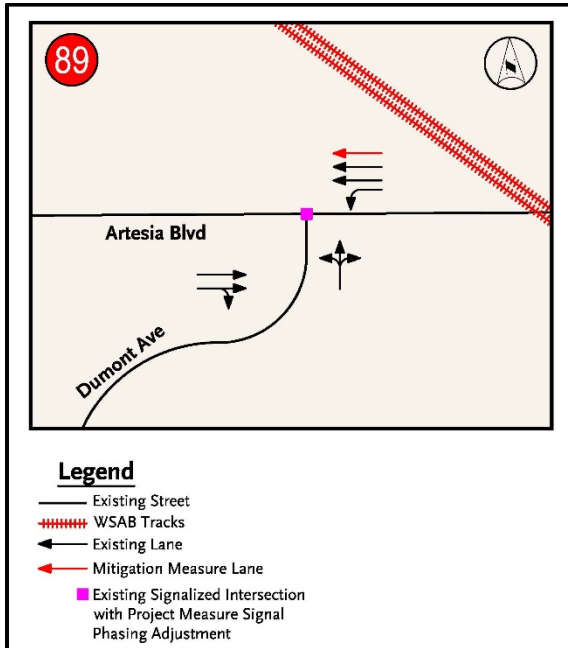 89
Artesia Blvd
Dumont Ave
Legend
Existing Street
WSAB Tracks
Existing Lane
Mitigation Measure Lane
Existing Signalized Intersection
with Project Measure Signal
Phasing Adjustment